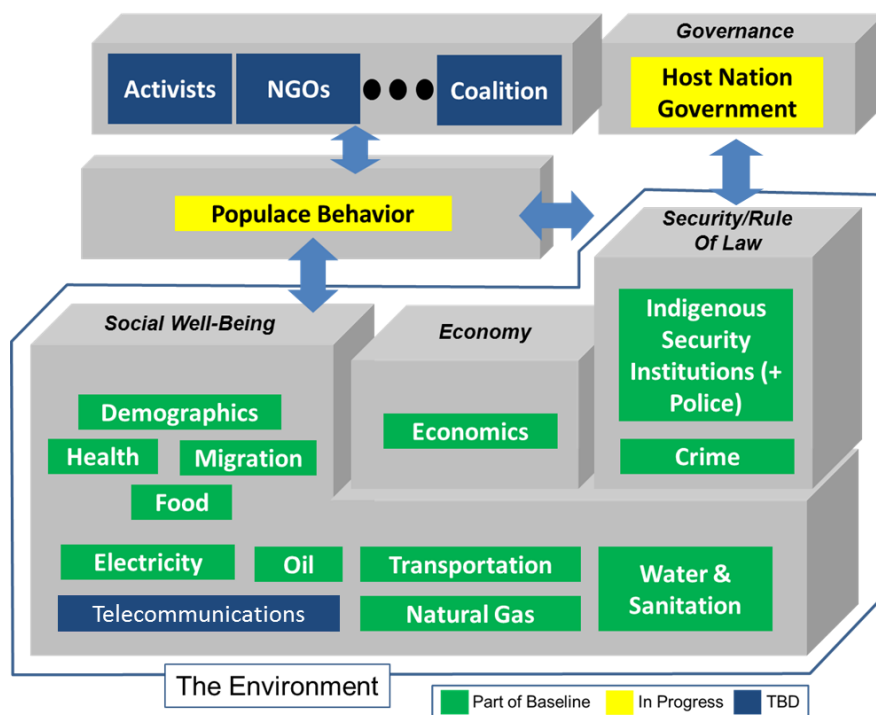 Governance
Activists
NGOs
Coalition
Host Nation
Government
Populace Behavior
Security/Rule
Of Law
Social Well-Being
Economy
Indigenous
Security
Institutions (+
Police)
Demographics
Economics
Health
Migration
Crime
Food
Electricity
Oil
Transportation
Water &
Sanitation
Telecommunications
Natural Gas
The Environment
Part of Baseline
In Progress
TBD